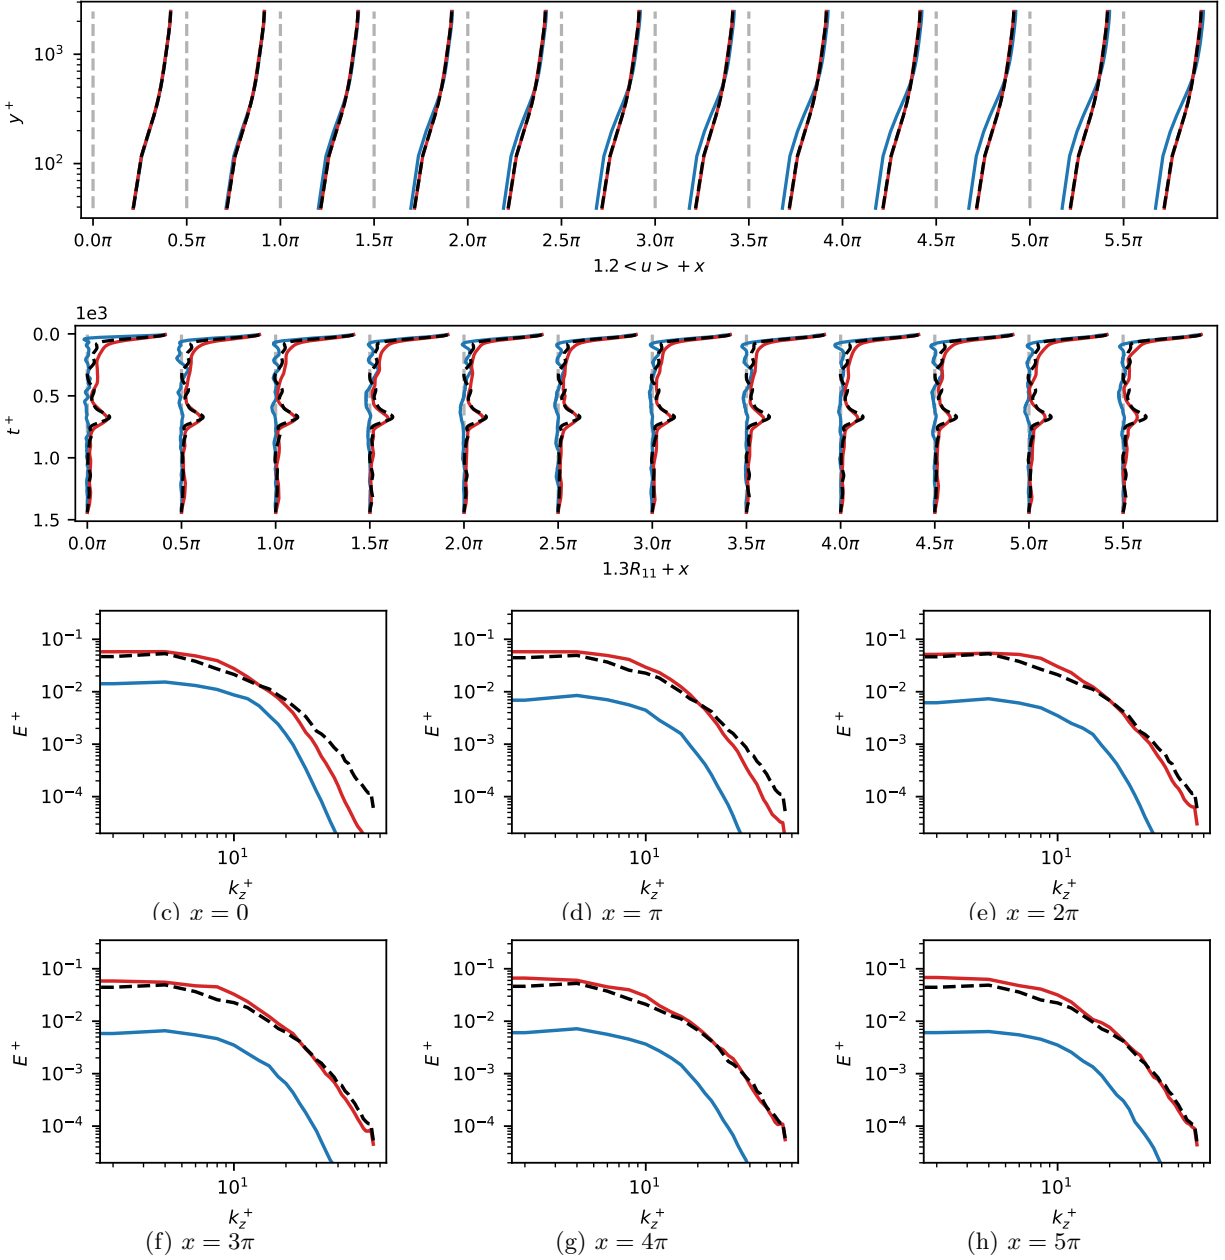 10³
10²
y⁺
0.0π 0.5π 1.0π 1.5π 2.0π 2.5π 3.0π 3.5π 4.0π 4.5π 5.0π 5.5π
1.2 < u > + x
1e3
0.0
0.5
1.0
1.5
t⁺
0.0π 0.5π 1.0π 1.5π 2.0π 2.5π 3.0π 3.5π 4.0π 4.5π 5.0π 5.5π
1.3R₁₁ + x
10⁻¹ 10⁻¹ 10⁻¹
10⁻² 10⁻² 10⁻²
E⁺ E⁺ E⁺
10⁻³ 10⁻³ 10⁻³
10⁻⁴ 10⁻⁴ 10⁻⁴
10¹ 10¹ 10¹
k_z⁺ k_z⁺ k_z⁺
(c) x = 0 (d) x = π (e) x = 2π
10⁻¹ 10⁻¹ 10⁻¹
10⁻² 10⁻² 10⁻²
E⁺ E⁺ E⁺
10⁻³ 10⁻³ 10⁻³
10⁻⁴ 10⁻⁴ 10⁻⁴
10¹ 10¹ 10¹
k_z⁺ k_z⁺ k_z⁺
(f) x = 3π (g) x = 4π (h) x = 5π